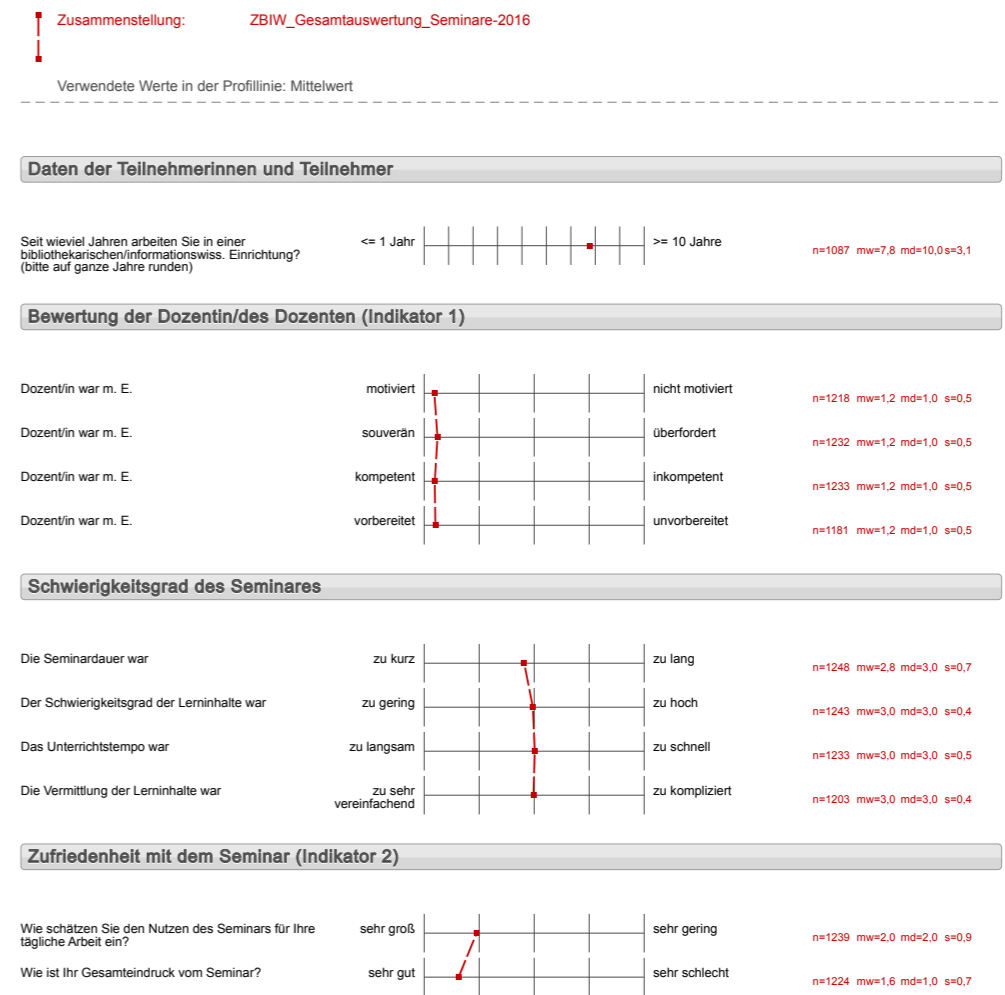 Zusammenstellung: ZBIW_Gesamtauswertung_Seminare-2016
Verwendete Werte in der Profillinie: Mittelwert
Daten der Teilnehmerinnen und Teilnehmer
Seit wieviel Jahren arbeiten Sie in einer
bibliothekarischen/informationswiss. Einrichtung?
(bitte auf ganze Jahre runden)
<= 1 Jahr >= 10 Jahre n=1087 mw=7,8 md=10,0 s=3,1
Bewertung der Dozentin/des Dozenten (Indikator 1)
Dozent/in war m. E. motiviert nicht motiviert n=1218 mw=1,2 md=1,0 s=0,5
Dozent/in war m. E. souverän überfordert n=1232 mw=1,2 md=1,0 s=0,5
Dozent/in war m. E. kompetent inkompetent n=1233 mw=1,2 md=1,0 s=0,5
Dozent/in war m. E. vorbereitet unvorbereitet n=1181 mw=1,2 md=1,0 s=0,5
Schwierigkeitsgrad des Seminares
Die Seminardauer war zu kurz zu lang n=1248 mw=2,8 md=3,0 s=0,7
Der Schwierigkeitsgrad der Lerninhalte war zu gering zu hoch n=1243 mw=3,0 md=3,0 s=0,4
Das Unterrichtstempo war zu langsam zu schnell n=1233 mw=3,0 md=3,0 s=0,5
Die Vermittlung der Lerninhalte war zu sehr
vereinfachend zu kompliziert n=1203 mw=3,0 md=3,0 s=0,4
Zufriedenheit mit dem Seminar (Indikator 2)
Wie schätzen Sie den Nutzen des Seminars für Ihre
tägliche Arbeit ein? sehr groß sehr gering n=1239 mw=2,0 md=2,0 s=0,9
Wie ist Ihr Gesamteindruck vom Seminar? sehr gut sehr schlecht n=1224 mw=1,6 md=1,0 s=0,7